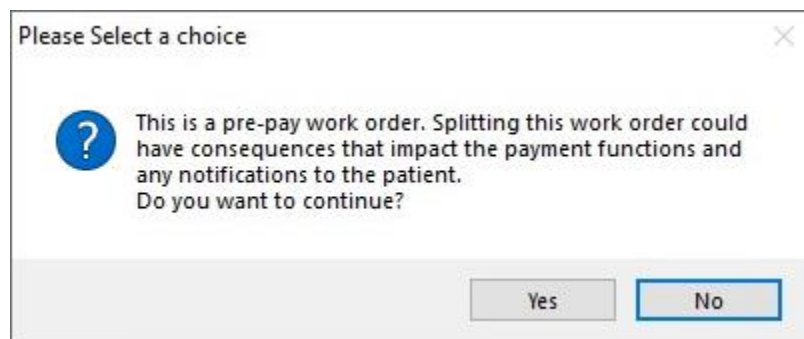 Please Select a choice
?
This is a pre-pay work order. Splitting this work order could
have consequences that impact the payment functions and
any notifications to the patient.
Do you want to continue?
Yes
No